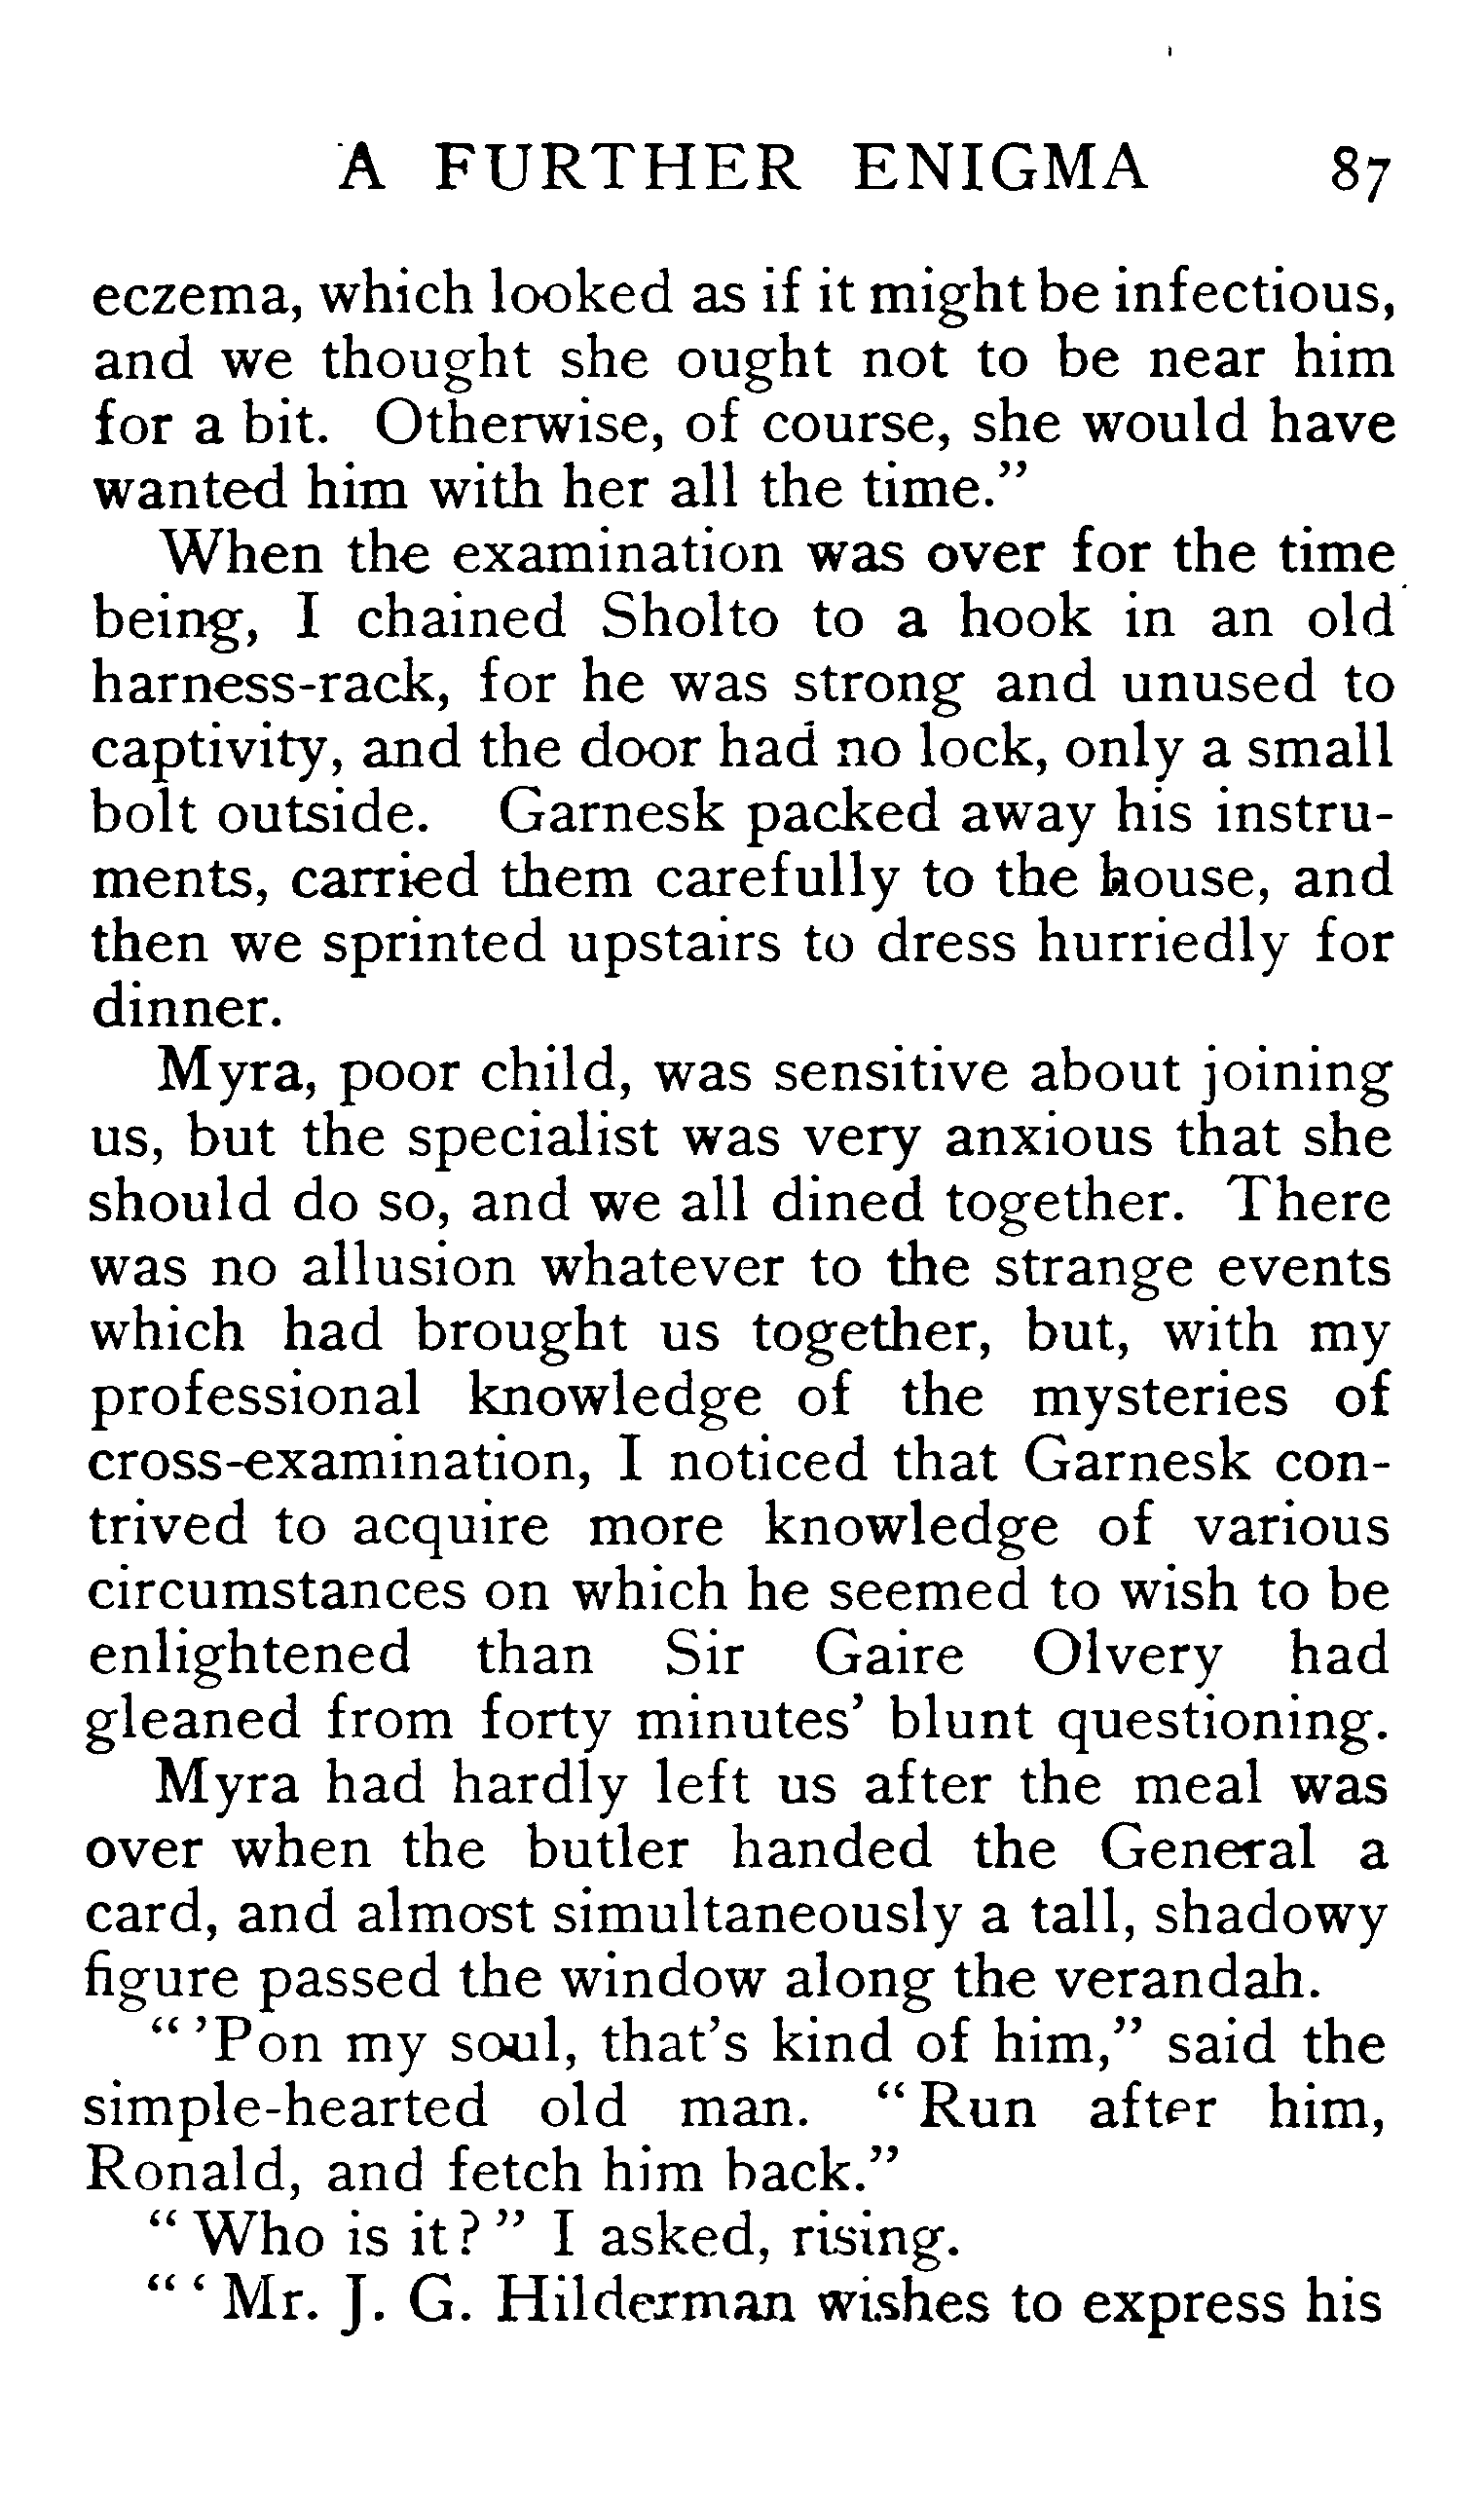 A FURTHER ENIGMA 87
eczema, which looked as if it might be infectious,
and we thought she ought not to be near him
for a bit. Otherwise, of course, she would have
wanted him with her all the time."
When the examination was over for the time
being, I chained Sholto to a hook in an old
harness-rack, for he was strong and unused to
captivity, and the door had no lock, only a small
bolt outside. Garnesk packed away his instru-
ments, carried them carefully to the house, and
then we sprinted upstairs to dress hurriedly for
dinner.
Myra, poor child, was sensitive about joining
us, but the specialist was very anxious that she
should do so, and we all dined together. There
was no allusion whatever to the strange events
which had brought us together, but, with my
professional knowledge of the mysteries of
cross-examination, I noticed that Garnesk con-
trived to acquire more knowledge of various
circumstances on which he seemed to wish to be
enlightened than Sir Gaire Olvery had
gleaned from forty minutes' blunt questioning.
Myra had hardly left us after the meal was
over when the butler handed the General a
card, and almost simultaneously a tall, shadowy
figure passed the window along the verandah.
"'Pon my soul, that's kind of him," said the
simple-hearted old man. "Run after him,
Ronald, and fetch him back."
"Who is it?" I asked, rising.
"'Mr. J. G. Hilderman wishes to express his